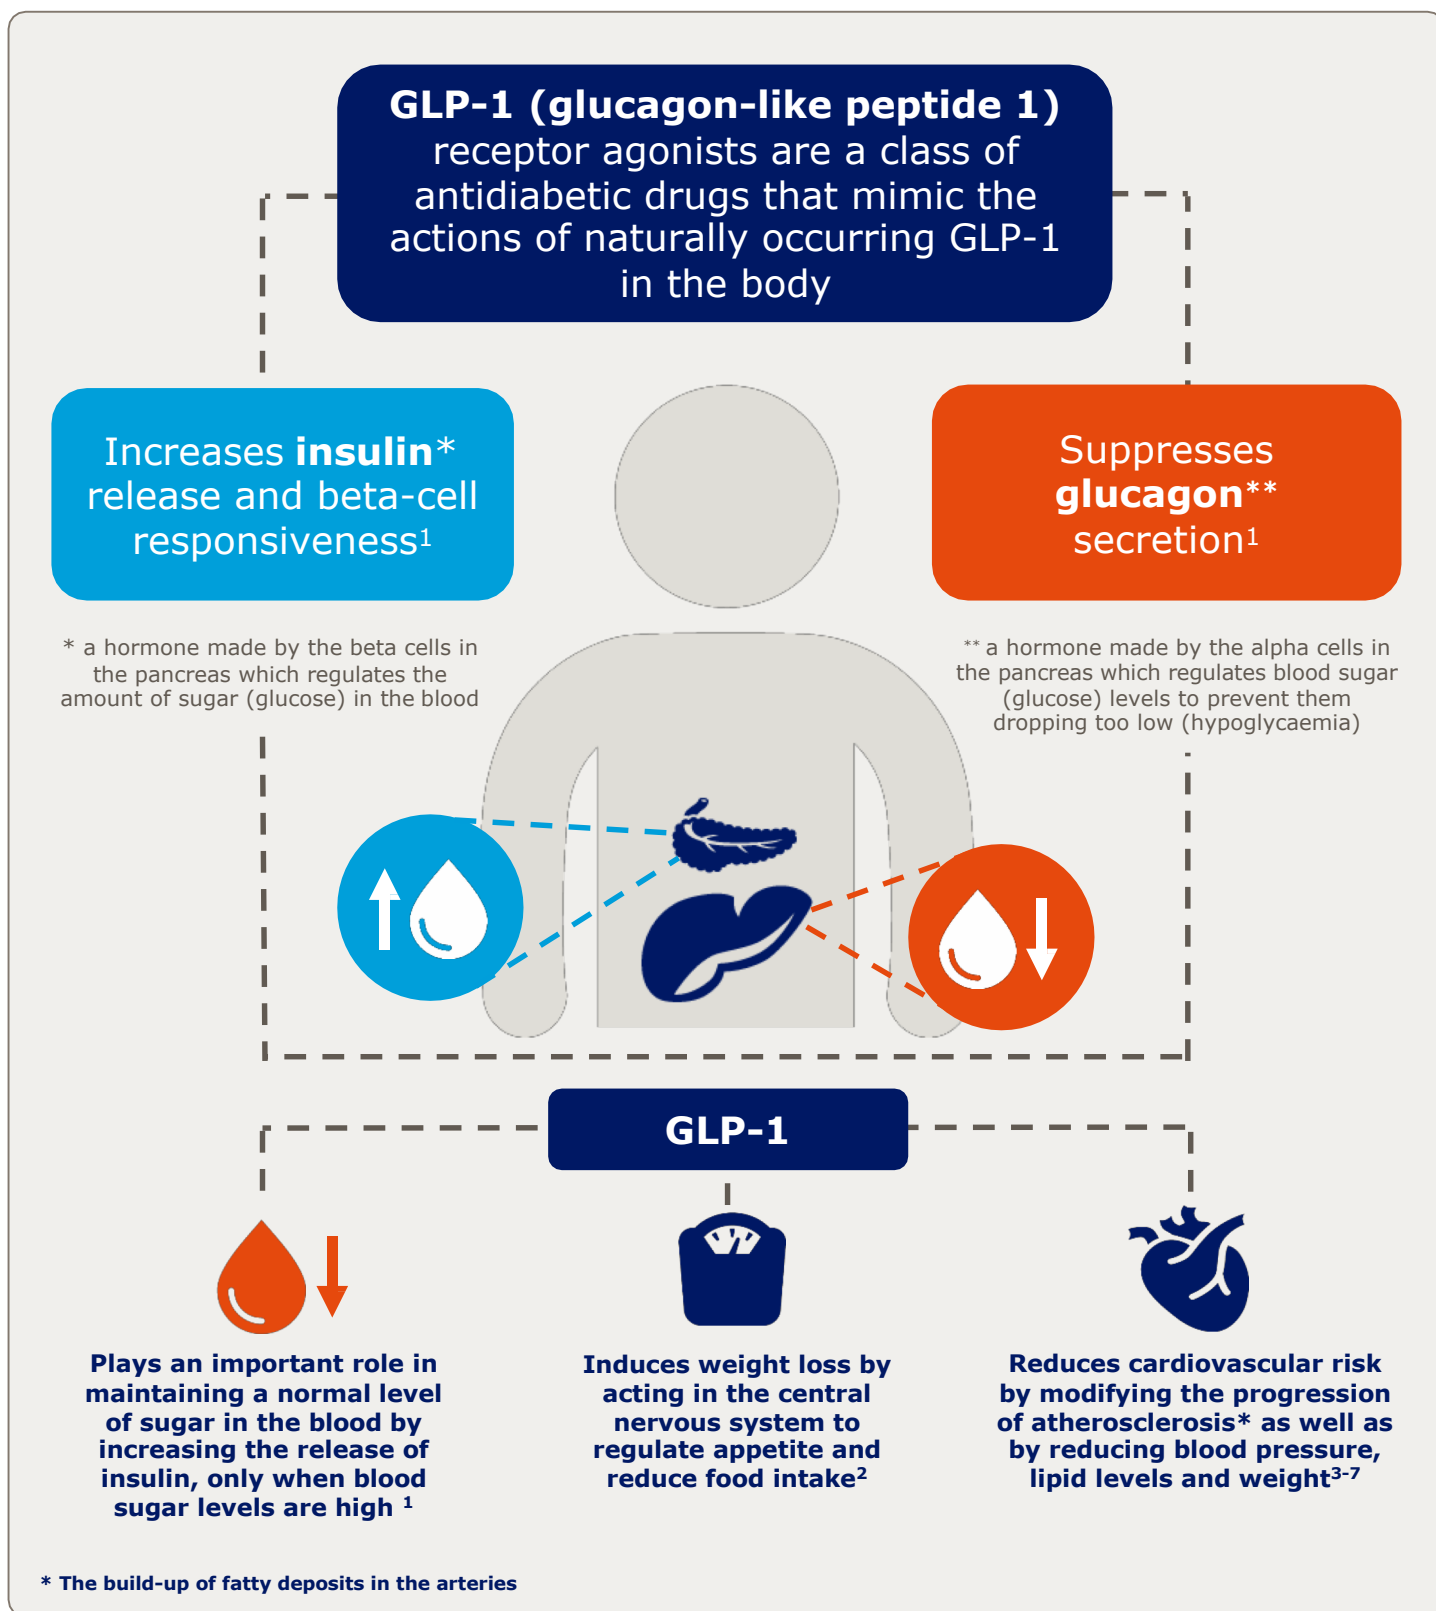 GLP-1 (glucagon-like peptide 1)
receptor agonists are a class of
antidiabetic drugs that mimic the
actions of naturally occurring GLP-1
in the body
Increases insulin*
release and beta-cell
responsiveness¹
Suppresses
glucagon**
secretion¹
* a hormone made by the beta cells in
the pancreas which regulates the
amount of sugar (glucose) in the blood
** a hormone made by the alpha cells in
the pancreas which regulates blood sugar
(glucose) levels to prevent them
dropping too low (hypoglycaemia)
GLP-1
Plays an important role in
maintaining a normal level
of sugar in the blood by
increasing the release of
insulin, only when blood
sugar levels are high ¹
Induces weight loss by
acting in the central
nervous system to
regulate appetite and
reduce food intake²
Reduces cardiovascular risk
by modifying the progression
of atherosclerosis* as well as
by reducing blood pressure,
lipid levels and weight³⁻⁷
* The build-up of fatty deposits in the arteries